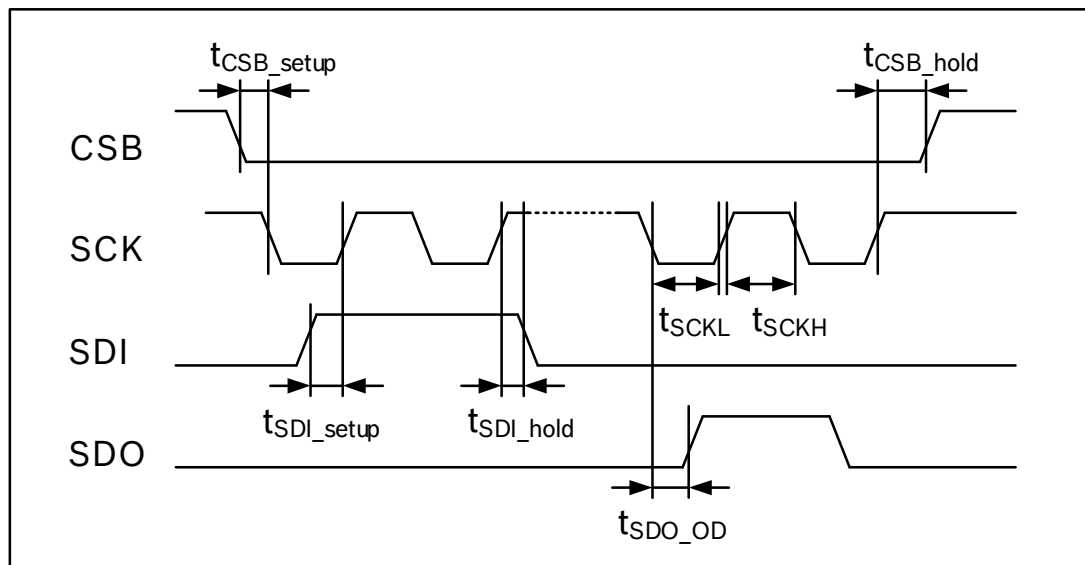 tCSB_setup
tCSB_hold
CSB
SCK
tSCKL
tSCKH
SDI
tSDI_setup
tSDI_hold
SDO
tSDO_OD